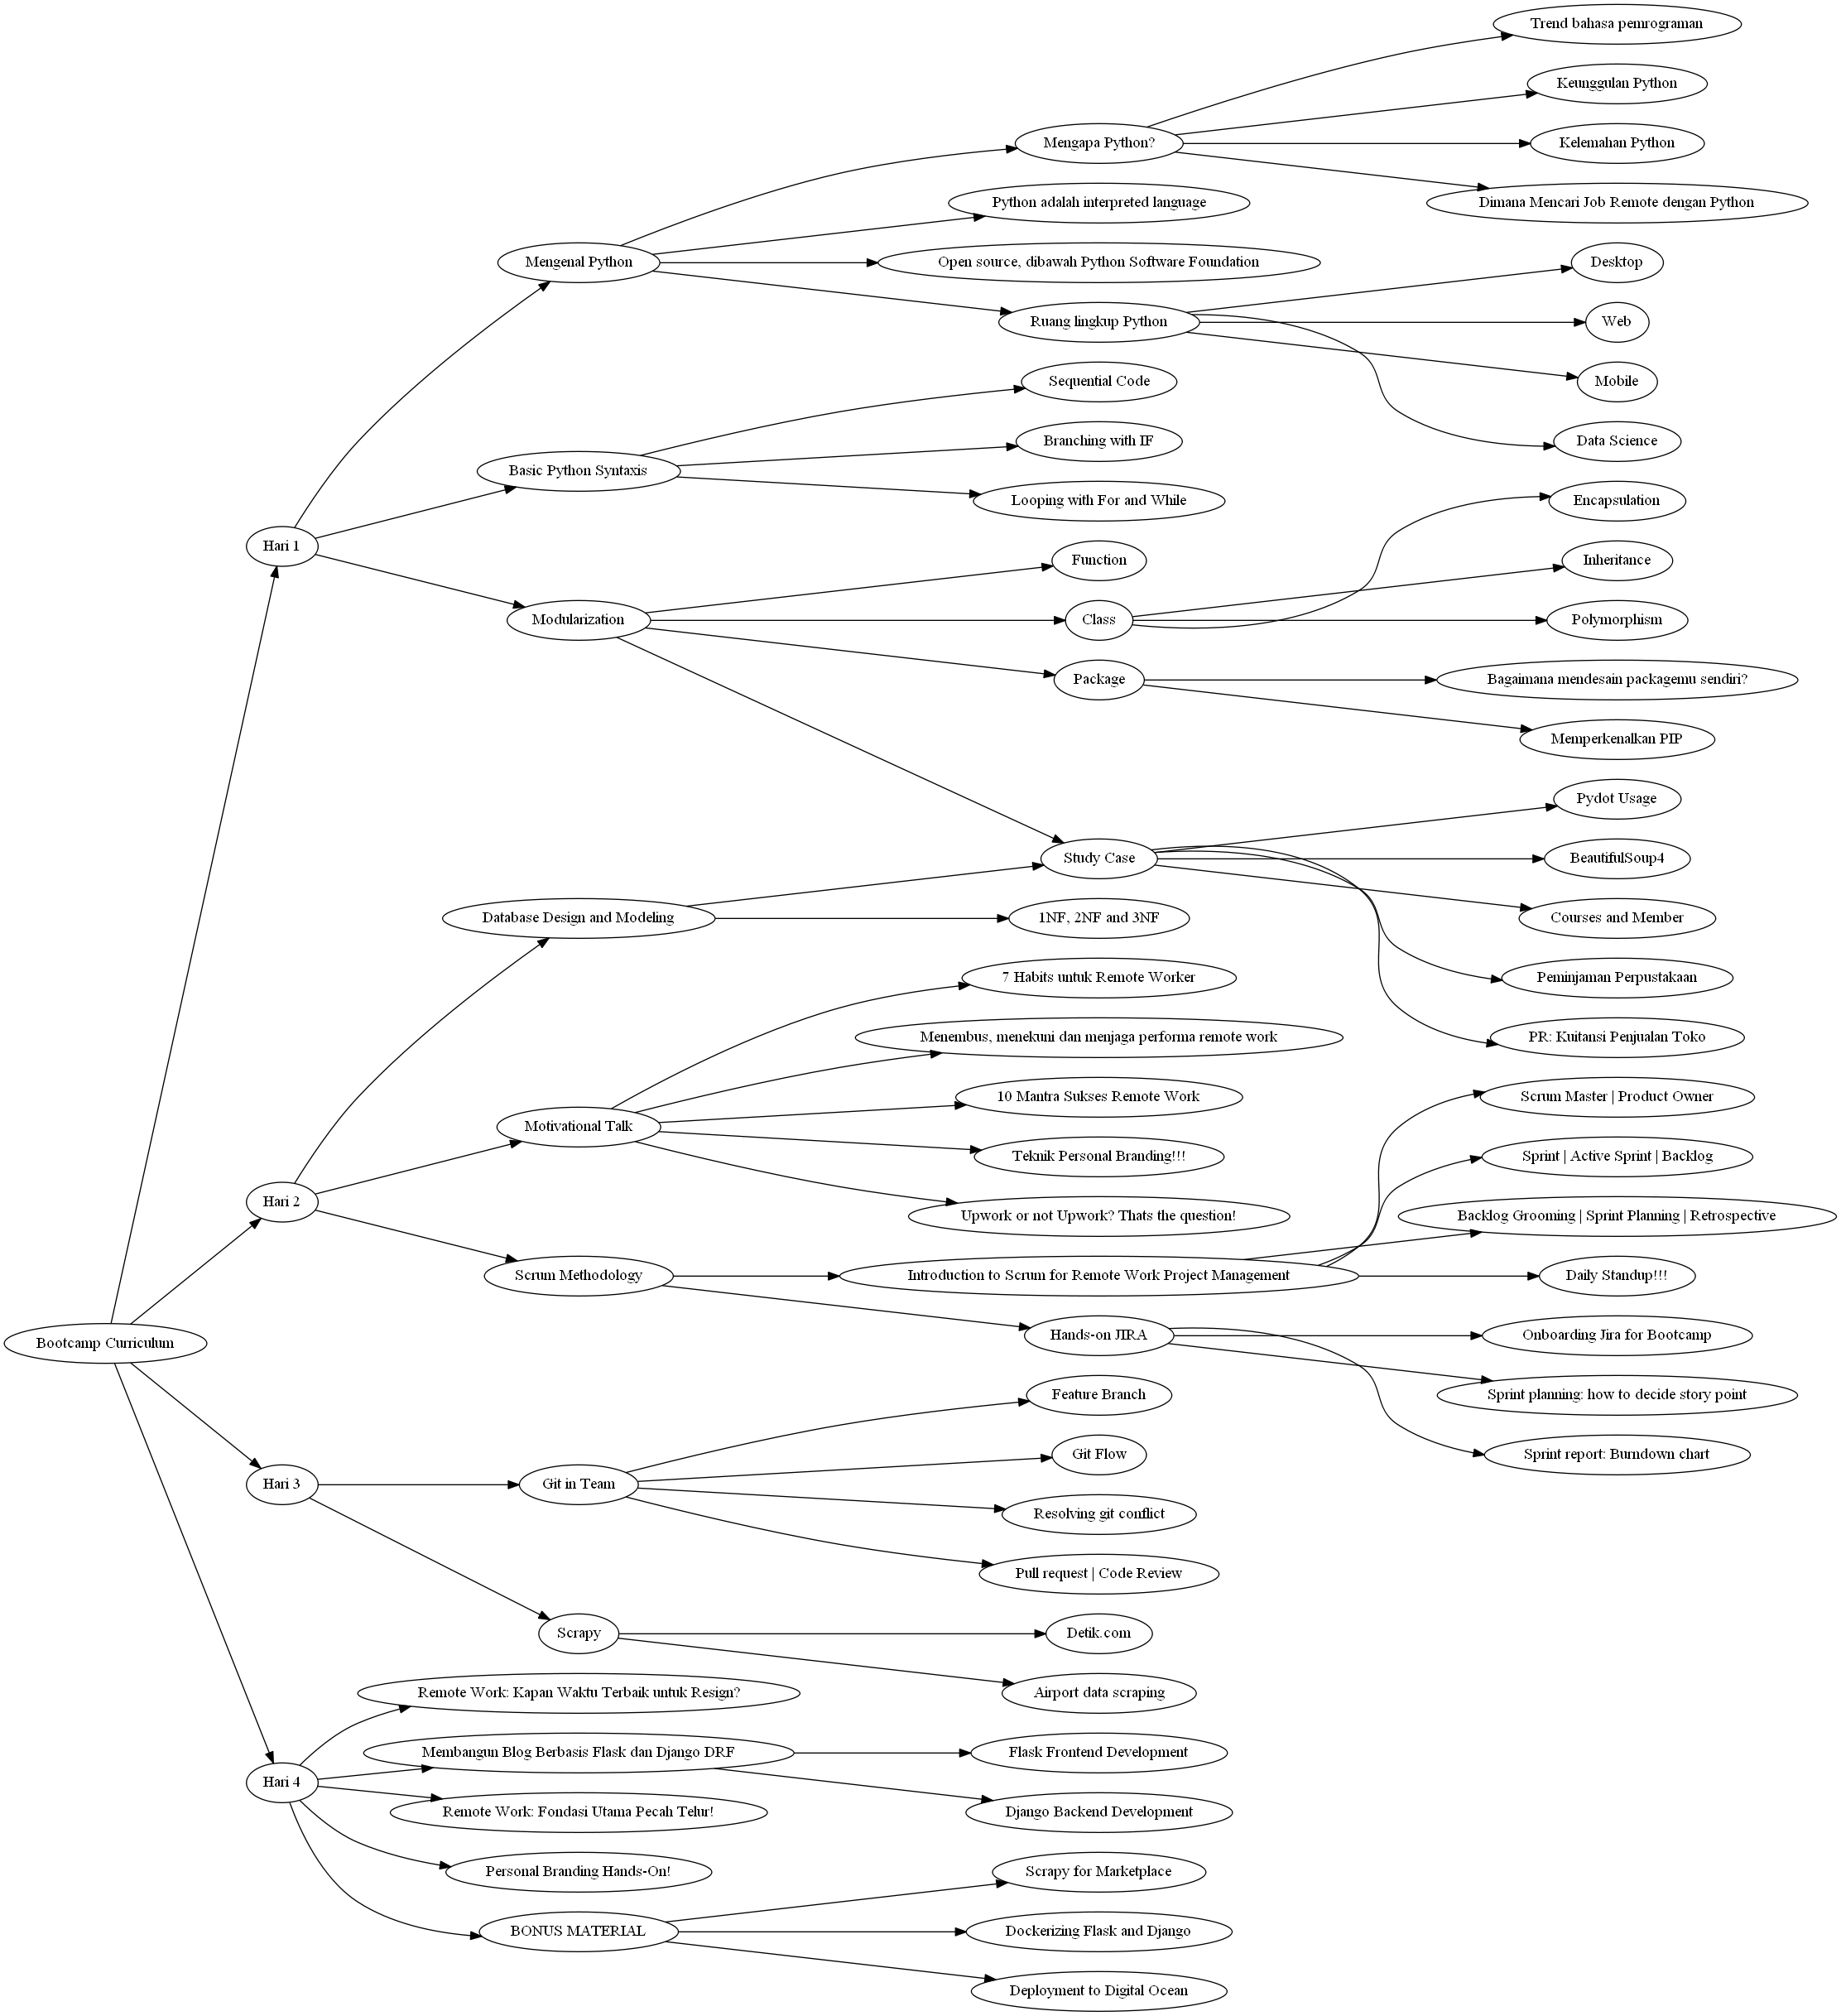 Bootcamp Curriculum
Hari 1
Mengenal Python
Mengapa Python?
Trend bahasa pemrograman
Keunggulan Python
Kelemahan Python
Dimana Mencari Job Remote dengan Python
Python adalah interpreted language
Open source, dibawah Python Software Foundation
Ruang lingkup Python
Desktop
Web
Mobile
Data Science
Basic Python Syntaxis
Sequential Code
Branching with IF
Looping with For and While
Modularization
Function
Class
Encapsulation
Inheritance
Polymorphism
Package
Bagaimana mendesain packagemu sendiri?
Memperkenalkan PIP
Study Case
Pydot Usage
BeautifulSoup4
Courses and Member
Peminjaman Perpustakaan
PR: Kuitansi Penjualan Toko
Hari 2
Database Design and Modeling
1NF, 2NF and 3NF
Motivational Talk
7 Habits untuk Remote Worker
Menembus, menekuni dan menjaga performa remote work
10 Mantra Sukses Remote Work
Teknik Personal Branding!!!
Upwork or not Upwork? Thats the question!
Scrum Methodology
Introduction to Scrum for Remote Work Project Management
Scrum Master | Product Owner
Sprint | Active Sprint | Backlog
Backlog Grooming | Sprint Planning | Retrospective
Daily Standup!!!
Hands-on JIRA
Onboarding Jira for Bootcamp
Sprint planning: how to decide story point
Sprint report: Burndown chart
Hari 3
Git in Team
Feature Branch
Git Flow
Resolving git conflict
Pull request | Code Review
Scrapy
Detik.com
Airport data scraping
Hari 4
Remote Work: Kapan Waktu Terbaik untuk Resign?
Membangun Blog Berbasis Flask dan Django DRF
Flask Frontend Development
Django Backend Development
Remote Work: Fondasi Utama Pecah Telur!
Personal Branding Hands-On!
BONUS MATERIAL
Scrapy for Marketplace
Dockerizing Flask and Django
Deployment to Digital Ocean